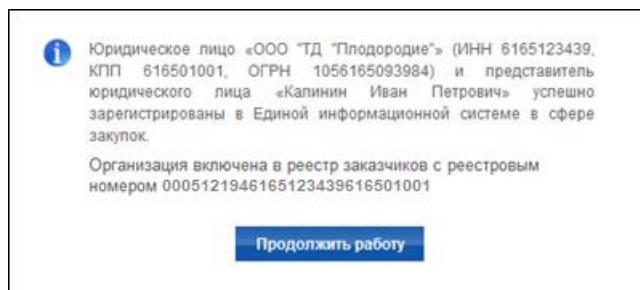 Юридическое лицо «ООО "ТД "Плодородие"» (ИНН 6165123439,
КПП 616501001, ОГРН 1056165093984) и представитель
юридического лица «Калинин Иван Петрович» успешно
зарегистрированы в Единой информационной системе в сфере
закупок.
Организация включена в реестр заказчиков с реестровым
номером 0005121946165123439616501001
Продолжить работу